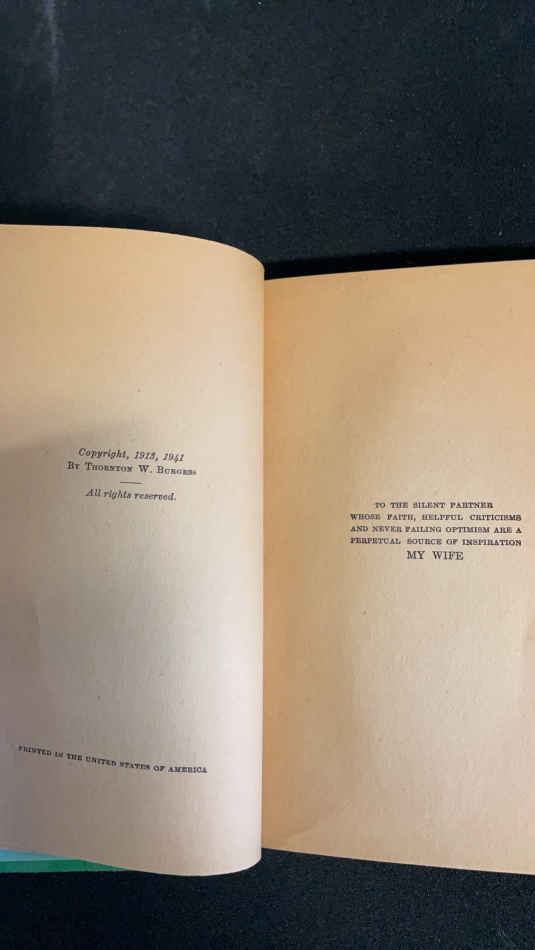 Copyright, 1913, 1941
BY THORNTON W. BURGESS
All rights reserved.
PRINTED IN THE UNITED STATES OF AMERICA
TO THE SILENT PARTNER
WHOSE FAITH, HELPFUL CRITICISMS
AND NEVER FAILING OPTIMISM ARE A
PERPETUAL SOURCE OF INSPIRATION
MY WIFE